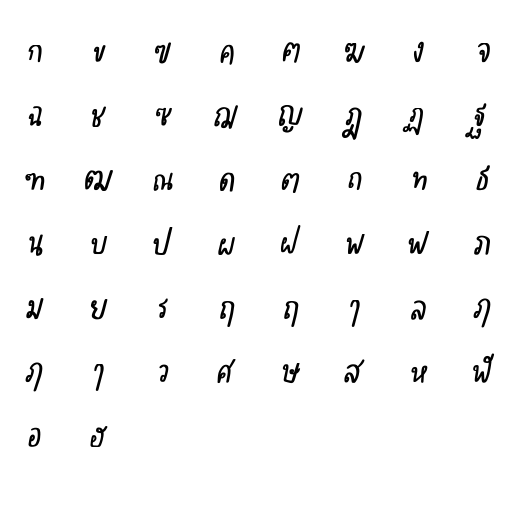 ก ข ฃ ค ฅ ฆ ง จ
ฉ ช ซ ฌ ญ ฎ ฏ ฐ
ฑ ฒ ณ ด ต ถ ท ธ
น บ ป ผ ฝ พ ฟ ภ
ม ย ร ฤ ฤ ๅ ล ฦ
ฦ ๅ ว ศ ษ ส ห ฬ
อ ฮ